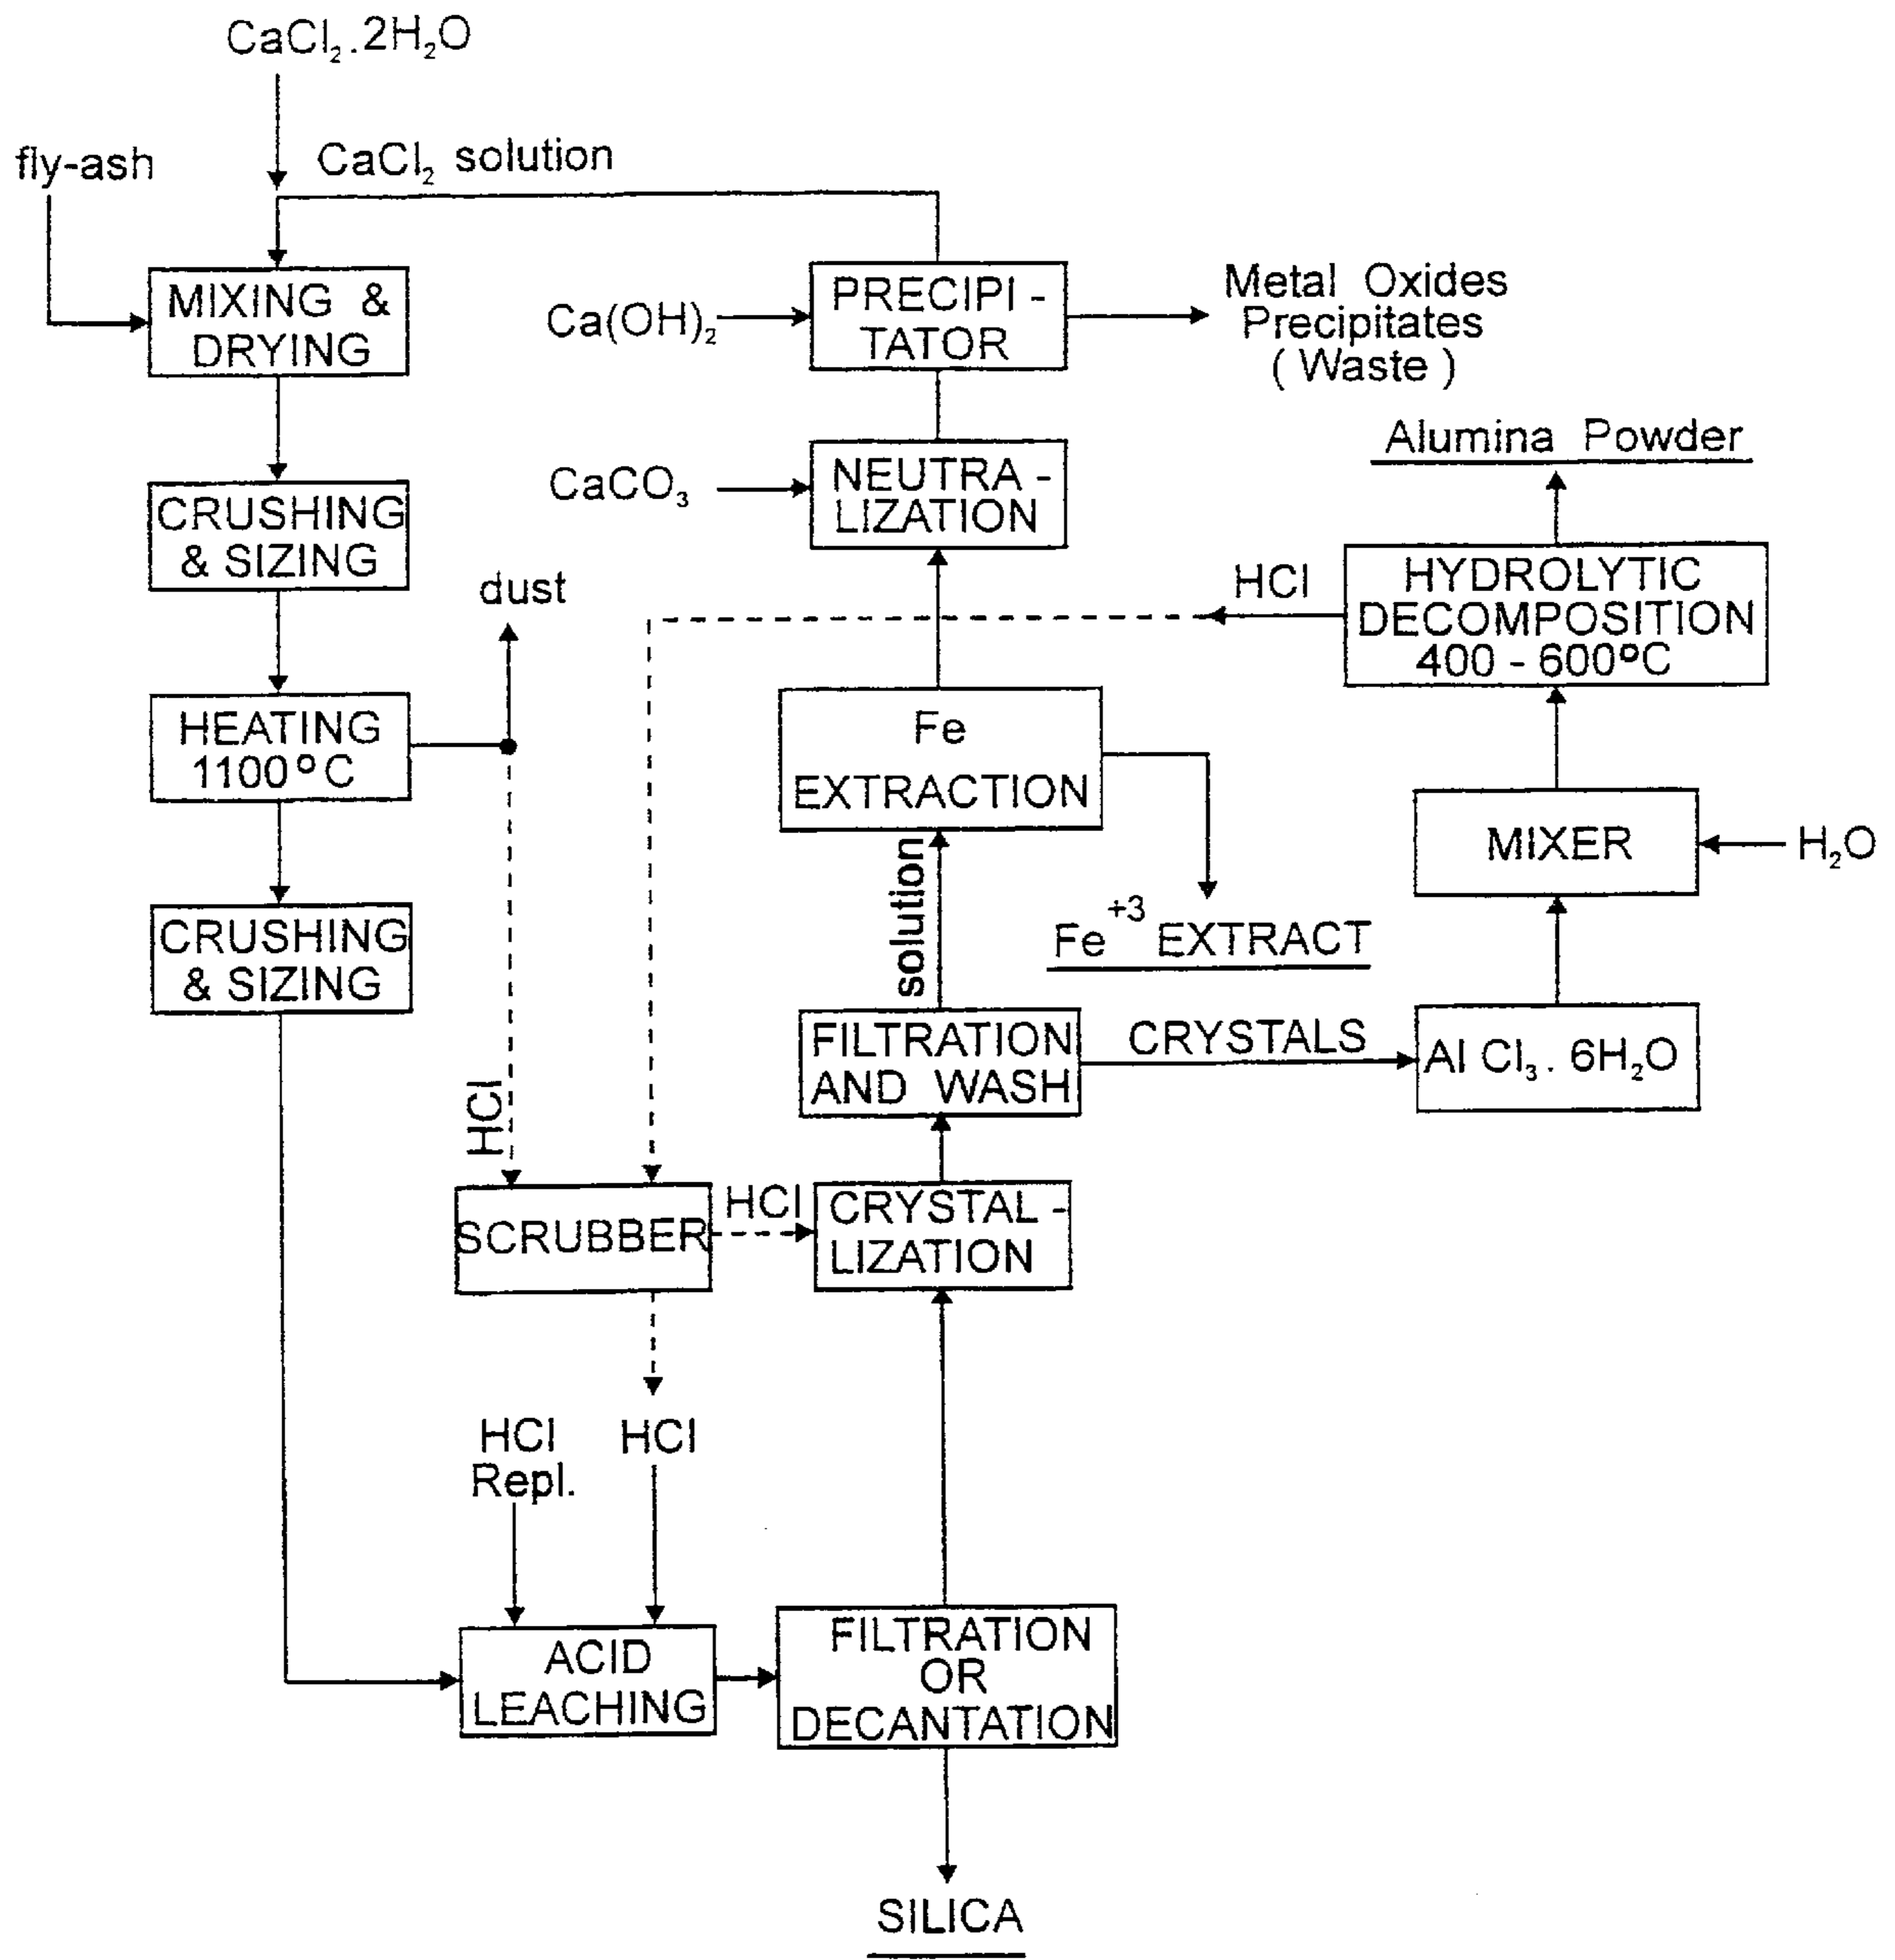 CaCl₂.2H₂O
fly-ash
CaCl₂ solution
MIXING &
DRYING
Ca(OH)₂
PRECIPI -
TATOR
Metal Oxides
Precipitates
( Waste )
CRUSHING
& SIZING
CaCO₃
NEUTRA -
LIZATION
Alumina Powder
dust
HCl
HYDROLYTIC
DECOMPOSITION
400 - 600ºC
HEATING
1100ºC
Fe
EXTRACTION
MIXER
H₂O
solution
Fe⁺³ EXTRACT
CRUSHING
& SIZING
FILTRATION
AND WASH
CRYSTALS
Al Cl₃. 6H₂O
HCl
SCRUBBER
HCl
CRYSTAL -
LIZATION
HCl
Repl.
HCl
ACID
LEACHING
FILTRATION
OR
DECANTATION
SILICA